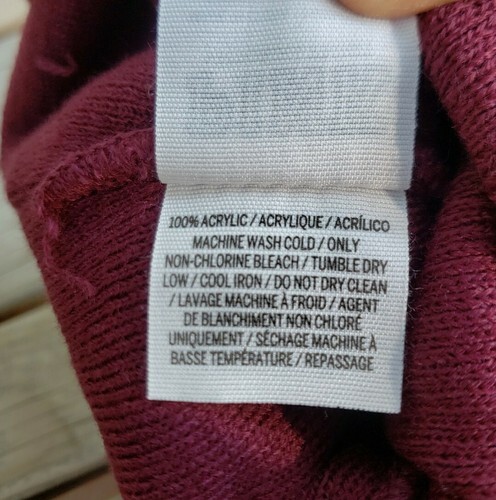 100% ACRYLIC / ACRYLIQUE / ACRÍLICO
MACHINE WASH COLD / ONLY
NON-CHLORINE BLEACH / TUMBLE DRY
LOW / COOL IRON / DO NOT DRY CLEAN
/ LAVAGE MACHINE À FROID / AGENT
DE BLANCHIMENT NON CHLORÉ
UNIQUEMENT / SÉCHAGE MACHINE À
BASSE TEMPÉRATURE / REPASSAGE